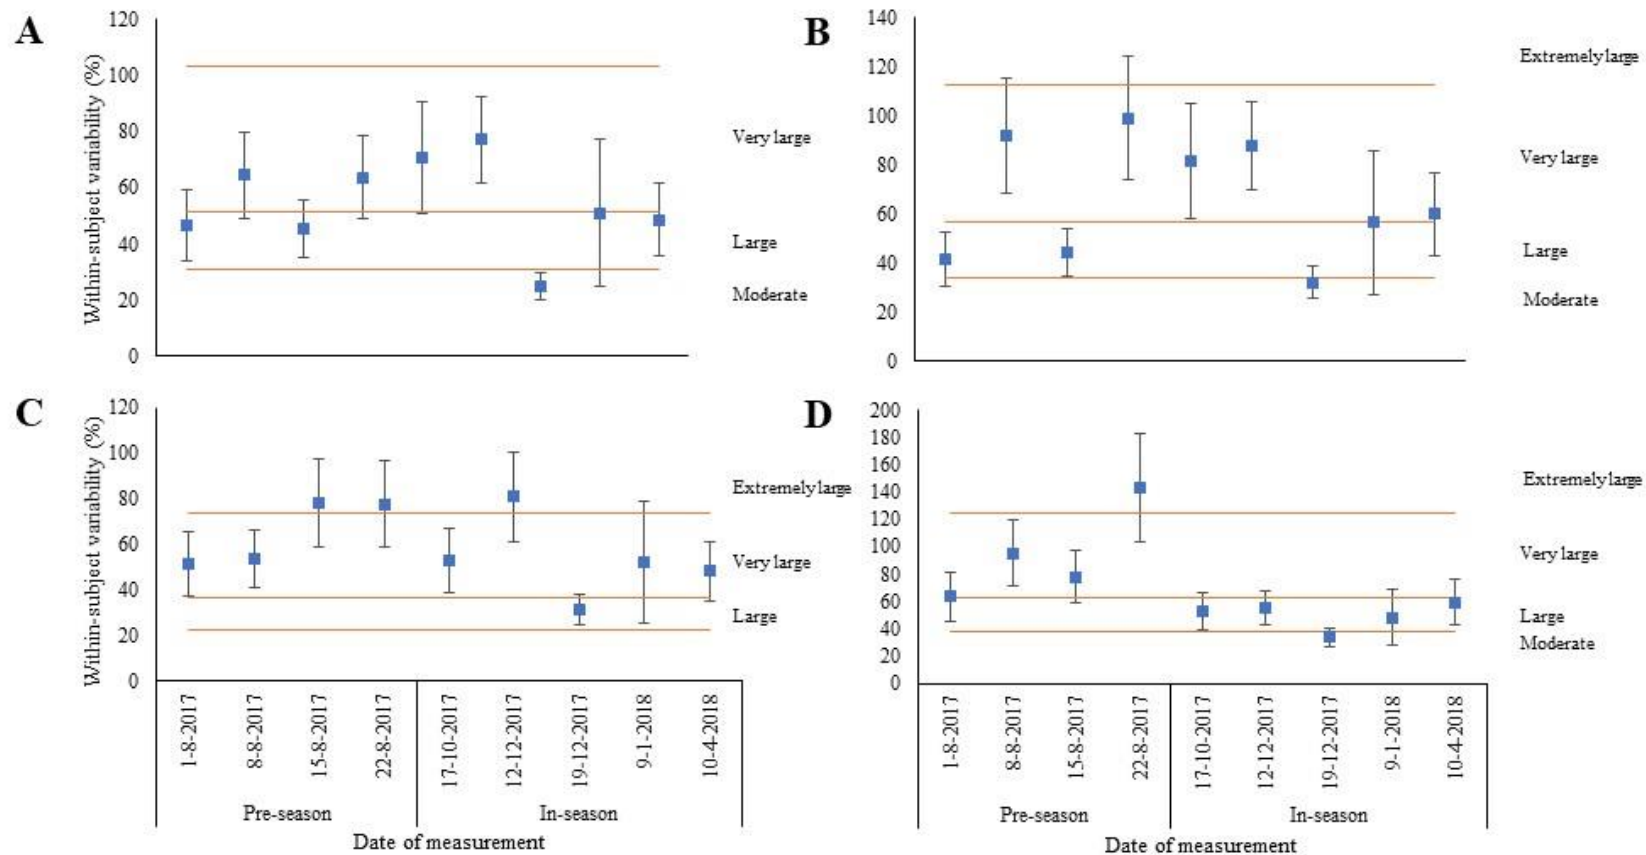 A
Within-subject variability (%)
120
100
80
60
40
20
0
Very large
Large
Moderate
B
140
120
100
80
60
40
20
0
Extremely large
Very large
Large
Moderate
C
Within-subject variability (%)
120
100
80
60
40
20
0
Extremely large
Very large
Large
1-8-2017
8-8-2017
15-8-2017
22-8-2017
17-10-2017
12-12-2017
19-12-2017
9-1-2018
10-4-2018
Pre-season
In-season
Date of measurement
D
200
180
160
140
120
100
80
60
40
20
0
Extremely large
Very large
Large
Moderate
1-8-2017
8-8-2017
15-8-2017
22-8-2017
17-10-2017
12-12-2017
19-12-2017
9-1-2018
10-4-2018
Pre-season
In-season
Date of measurement